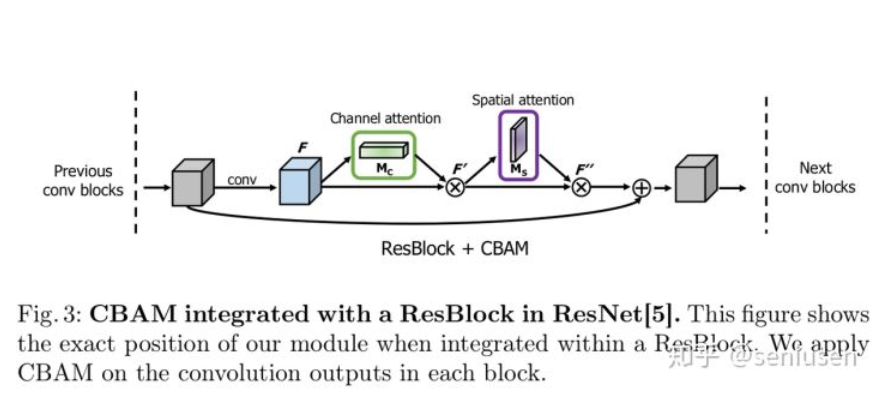 Channel attention
Spatial attention
F
M_C
F′
M_S
F″
Previous
conv blocks
conv
Next
conv blocks
ResBlock + CBAM
Fig. 3: CBAM integrated with a ResBlock in ResNet[5]. This figure shows
the exact position of our module when integrated within a ResBlock. We apply
CBAM on the convolution outputs in each block.
知乎 @senlusen